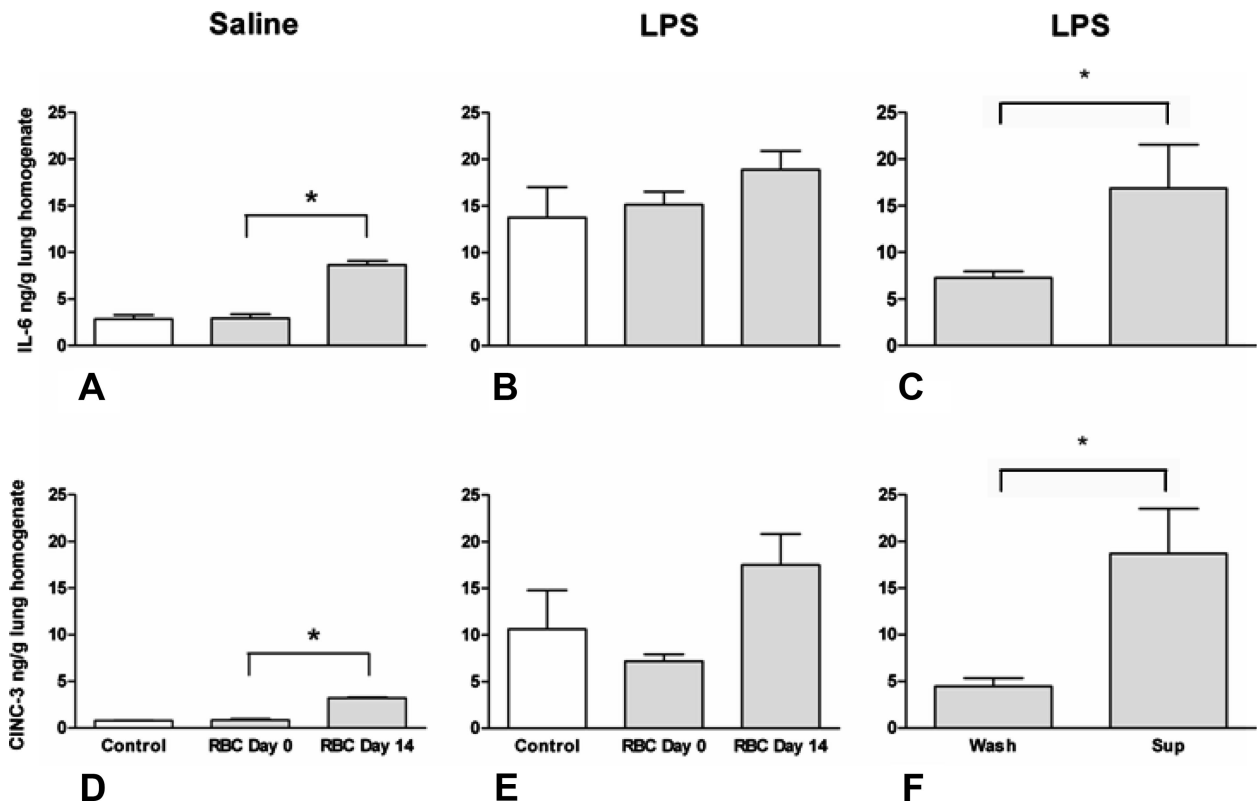 Saline
LPS
LPS
IL-6 ng/g lung homogenate
25
20
15
10
5
0
*
25
20
15
10
5
0
25
20
15
10
5
0
*
A
B
C
CINC-3 ng/g lung homogenate
25
20
15
10
5
0
*
Control RBC Day 0 RBC Day 14
25
20
15
10
5
0
Control RBC Day 0 RBC Day 14
25
20
15
10
5
0
*
Wash Sup
D
E
F